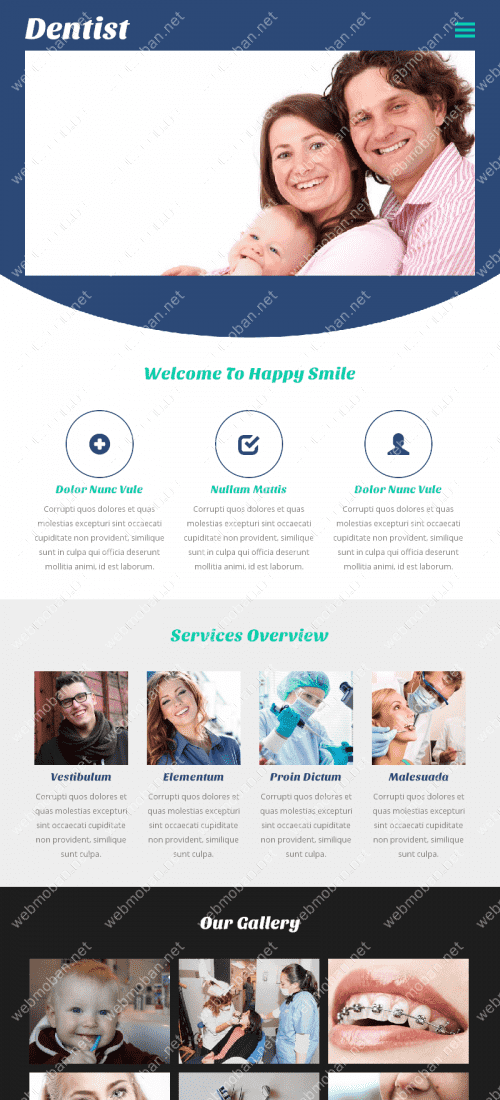 Dentist
Welcome To Happy Smile
Dolor Nunc Vule
Corrupti quos dolores et quas
molestias excepturi sint occaecati
cupiditate non provident, similique
sunt in culpa qui officia deserunt
mollitia animi, id est laborum.
Nullam Mattis
Corrupti quos dolores et quas
molestias excepturi sint occaecati
cupiditate non provident, similique
sunt in culpa qui officia deserunt
mollitia animi, id est laborum.
Dolor Nunc Vule
Corrupti quos dolores et quas
molestias excepturi sint occaecati
cupiditate non provident, similique
sunt in culpa qui officia deserunt
mollitia animi, id est laborum.
Services Overview
Vestibulum
Corrupti quos dolores et
quas molestias excepturi
sint occaecati cupiditate
non provident, similique
sunt culpa.
Elementum
Corrupti quos dolores et
quas molestias excepturi
sint occaecati cupiditate
non provident, similique
sunt culpa.
Proin Dictum
Corrupti quos dolores et
quas molestias excepturi
sint occaecati cupiditate
non provident, similique
sunt culpa.
Malesuada
Corrupti quos dolores et
quas molestias excepturi
sint occaecati cupiditate
non provident, similique
sunt culpa.
Our Gallery
webmoban.net